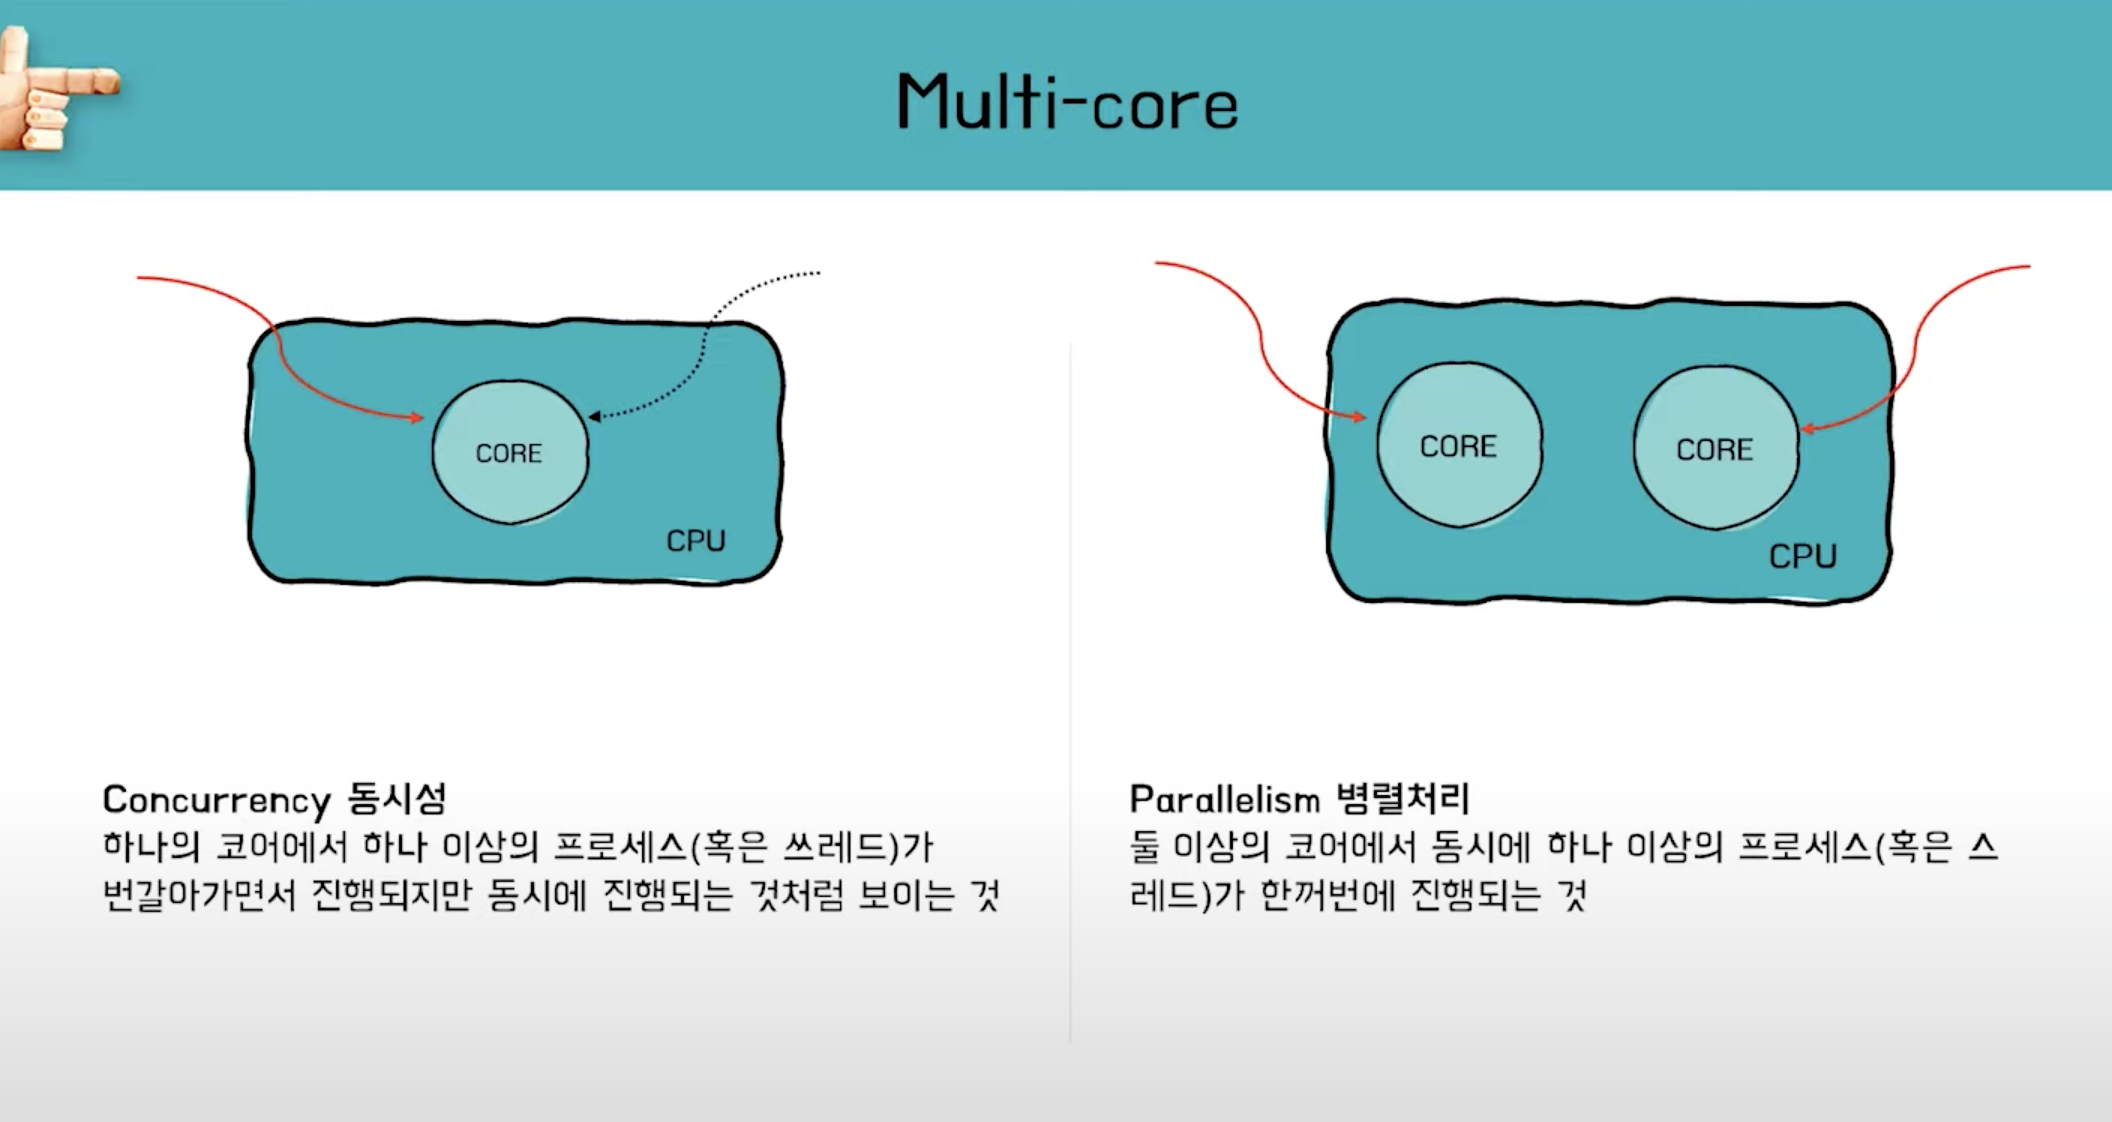 Multi-core
CORE
CPU
CORE
CORE
CPU
Concurrency 동시성
하나의 코어에서 하나 이상의 프로세스(혹은 쓰레드)가
번갈아가면서 진행되지만 동시에 진행되는 것처럼 보이는 것
Parallelism 병렬처리
둘 이상의 코어에서 동시에 하나 이상의 프로세스(혹은 스
레드)가 한꺼번에 진행되는 것